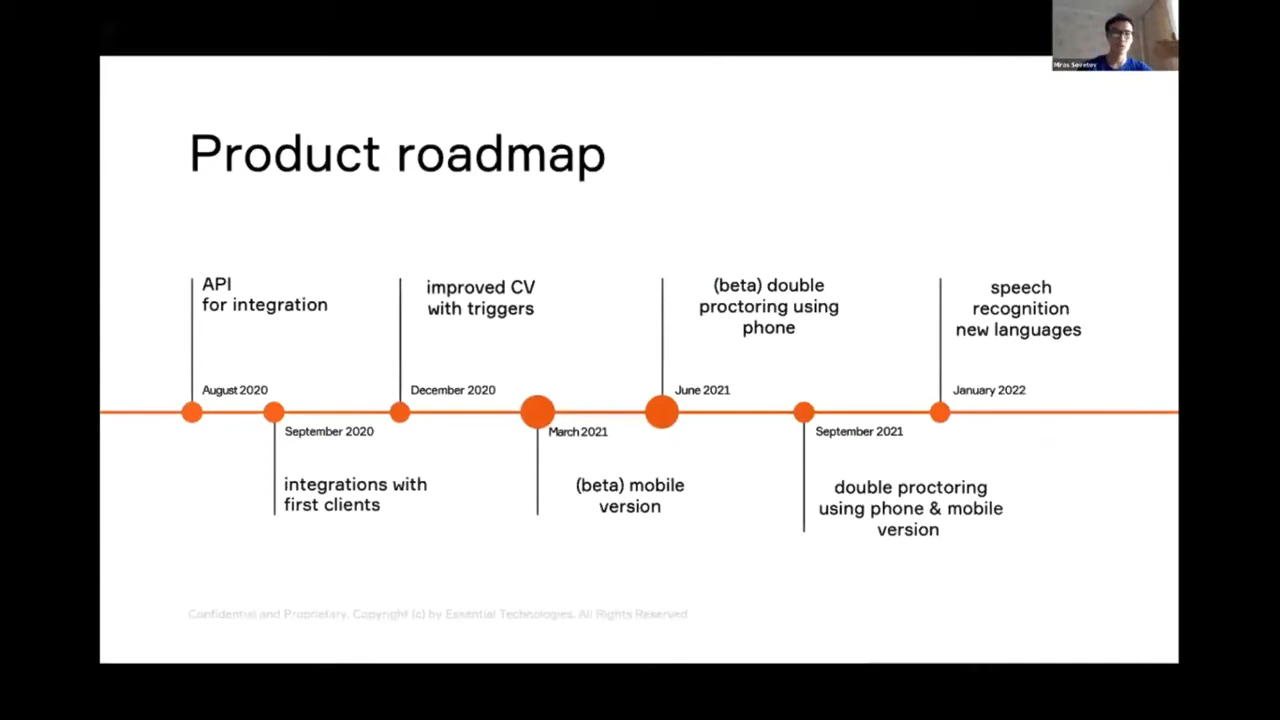 Miras Sovetov
Product roadmap
API
for integration
improved CV
with triggers
(beta) double
proctoring using
phone
speech
recognition
new languages
August 2020
December 2020
June 2021
January 2022
September 2020
March 2021
September 2021
integrations with
first clients
(beta) mobile
version
double proctoring
using phone & mobile
version
Confidential and Proprietary. Copyright (c) by Essential Technologies. All Rights Reserved